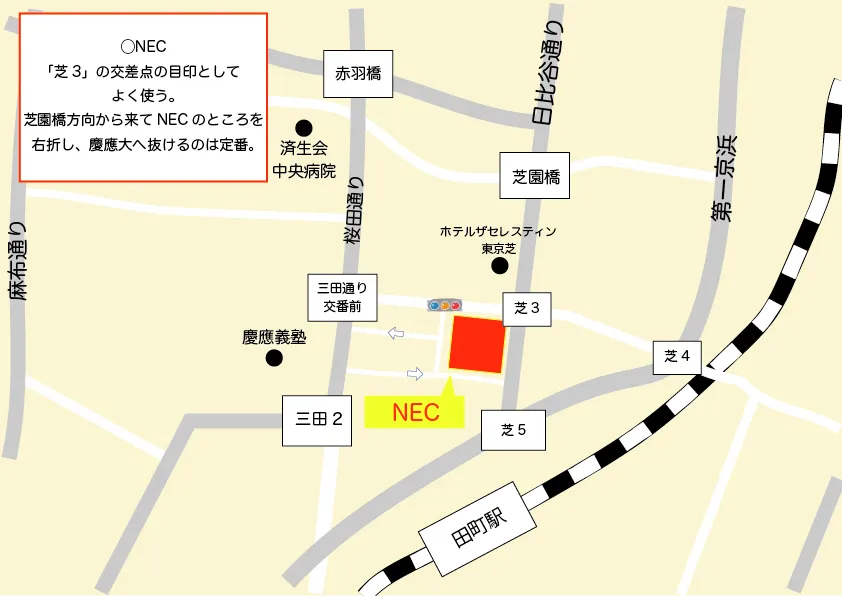 ○NEC
「芝3」の交差点の目印として
よく使う。
芝園橋方向から来てNECのところを
右折し、慶應大へ抜けるのは定番。
赤羽橋
日比谷通り
済生会
中央病院
芝園橋
第一京浜
桜田通り
麻布通り
ホテルザセレスティン
東京芝
三田通り
交番前
芝3
慶應義塾
芝4
NEC
三田2
芝5
田町駅